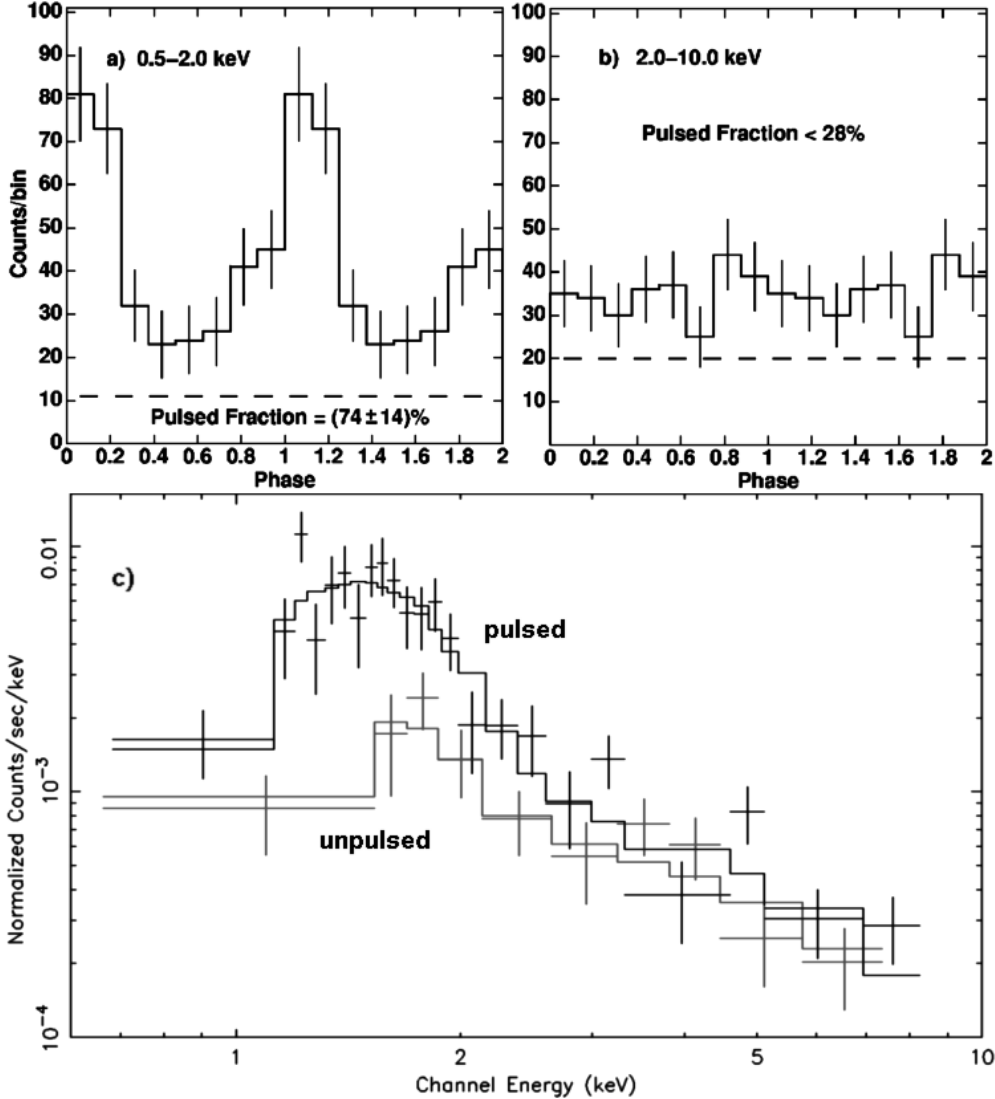 a) 0.5–2.0 keV
Pulsed Fraction = (74±14)%
Counts/bin
0 10 20 30 40 50 60 70 80 90 100
0 0.2 0.4 0.6 0.8 1 1.2 1.4 1.6 1.8 2
Phase
b) 2.0–10.0 keV
Pulsed Fraction < 28%
10 20 30 40 50 60 70 80 90 100
0 0.2 0.4 0.6 0.8 1 1.2 1.4 1.6 1.8 2
Phase
c)
pulsed
unpulsed
Normalized Counts/sec/keV
0.01
10⁻³
10⁻⁴
1 2 5 10
Channel Energy (keV)